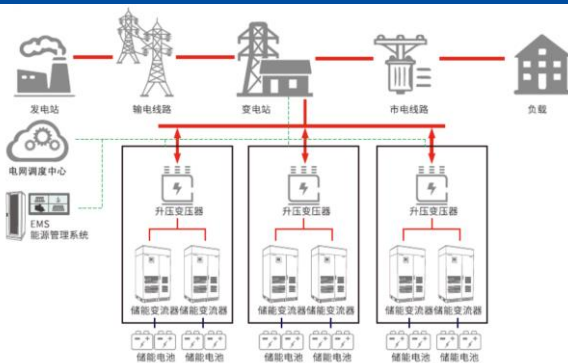 发电站
输电线路
变电站
市电线路
负载
电网调度中心
EMS
能源管理系统
升压变压器
升压变压器
升压变压器
储能变流器
储能变流器
储能变流器
储能变流器
储能变流器
储能变流器
储能电池
储能电池
储能电池
储能电池
储能电池
储能电池